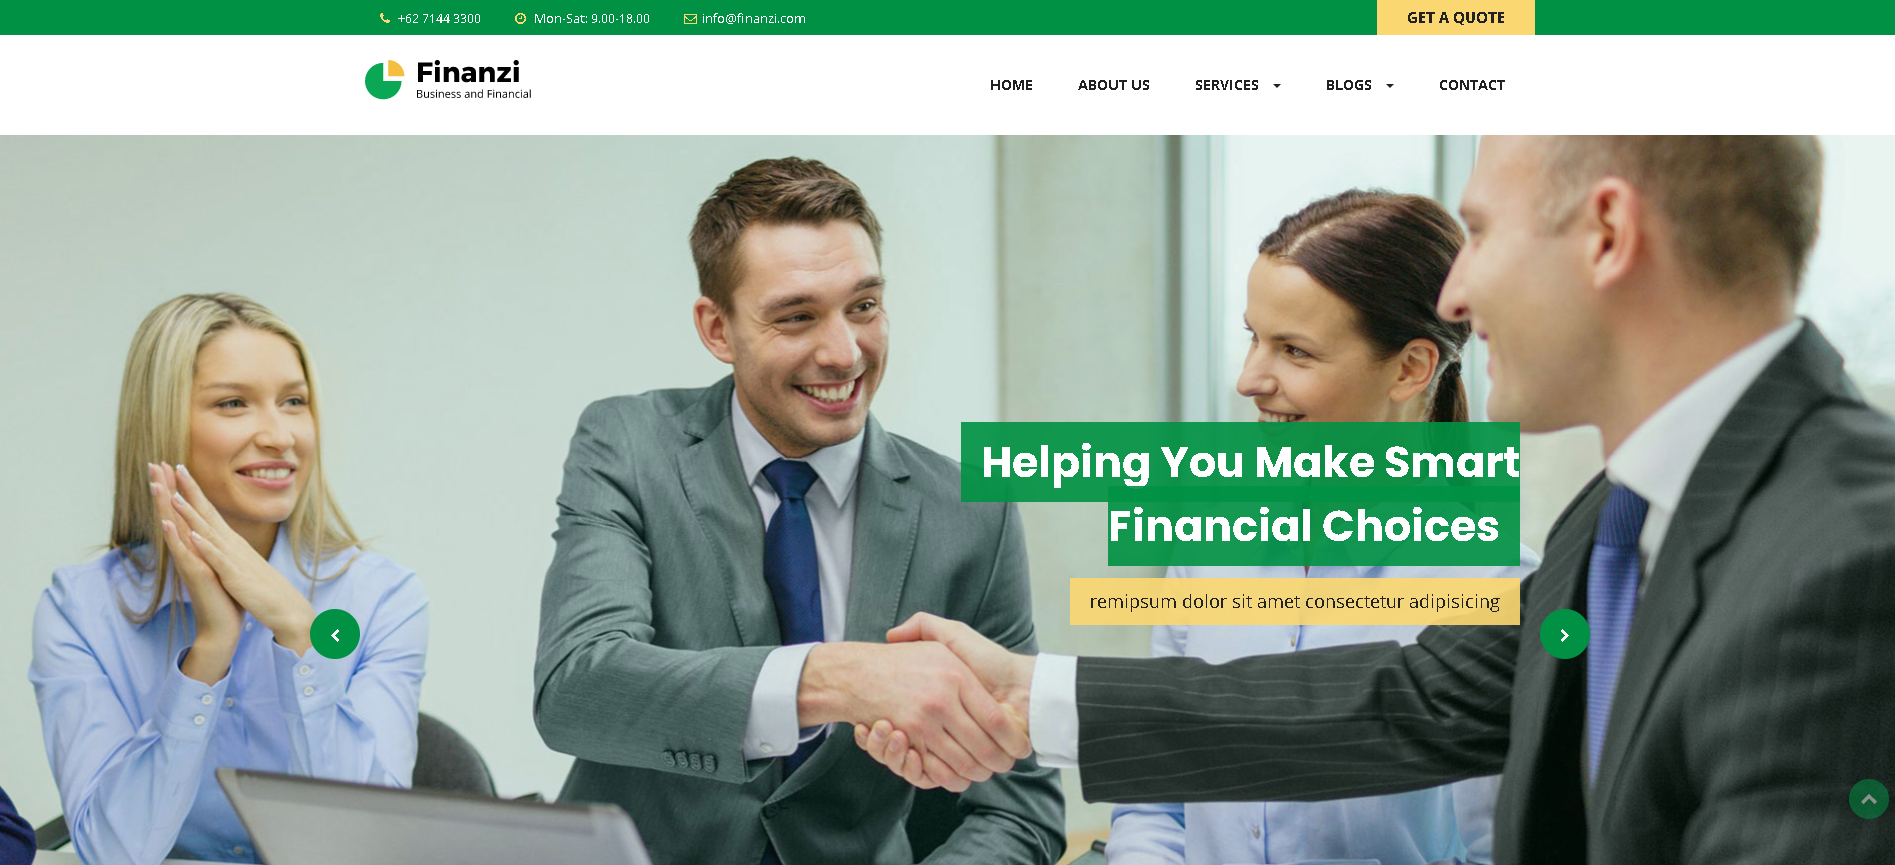 +62 7144 3300
Mon-Sat: 9.00-18.00
info@finanzi.com
GET A QUOTE
Finanzi
Business and Financial
HOME
ABOUT US
SERVICES
BLOGS
CONTACT
Helping You Make Smart
Financial Choices
remipsum dolor sit amet consectetur adipisicing